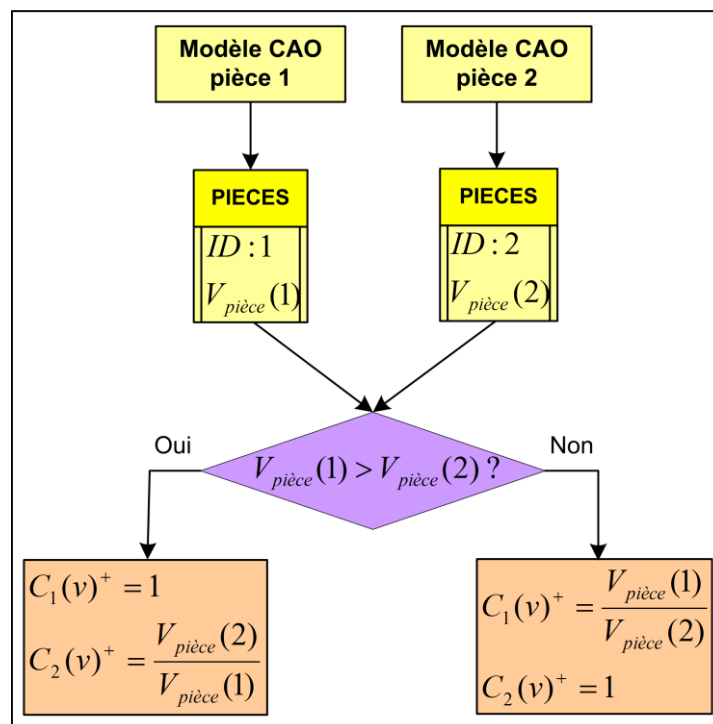 Modèle CAO
pièce 1
Modèle CAO
pièce 2
PIECES
ID : 1
V_pièce (1)
PIECES
ID : 2
V_pièce (2)
Oui
V_pièce (1) > V_pièce (2) ?
Non
C_1(v)^+ = 1
C_2(v)^+ = V_pièce (2) / V_pièce (1)
C_1(v)^+ = V_pièce (1) / V_pièce (2)
C_2(v)^+ = 1